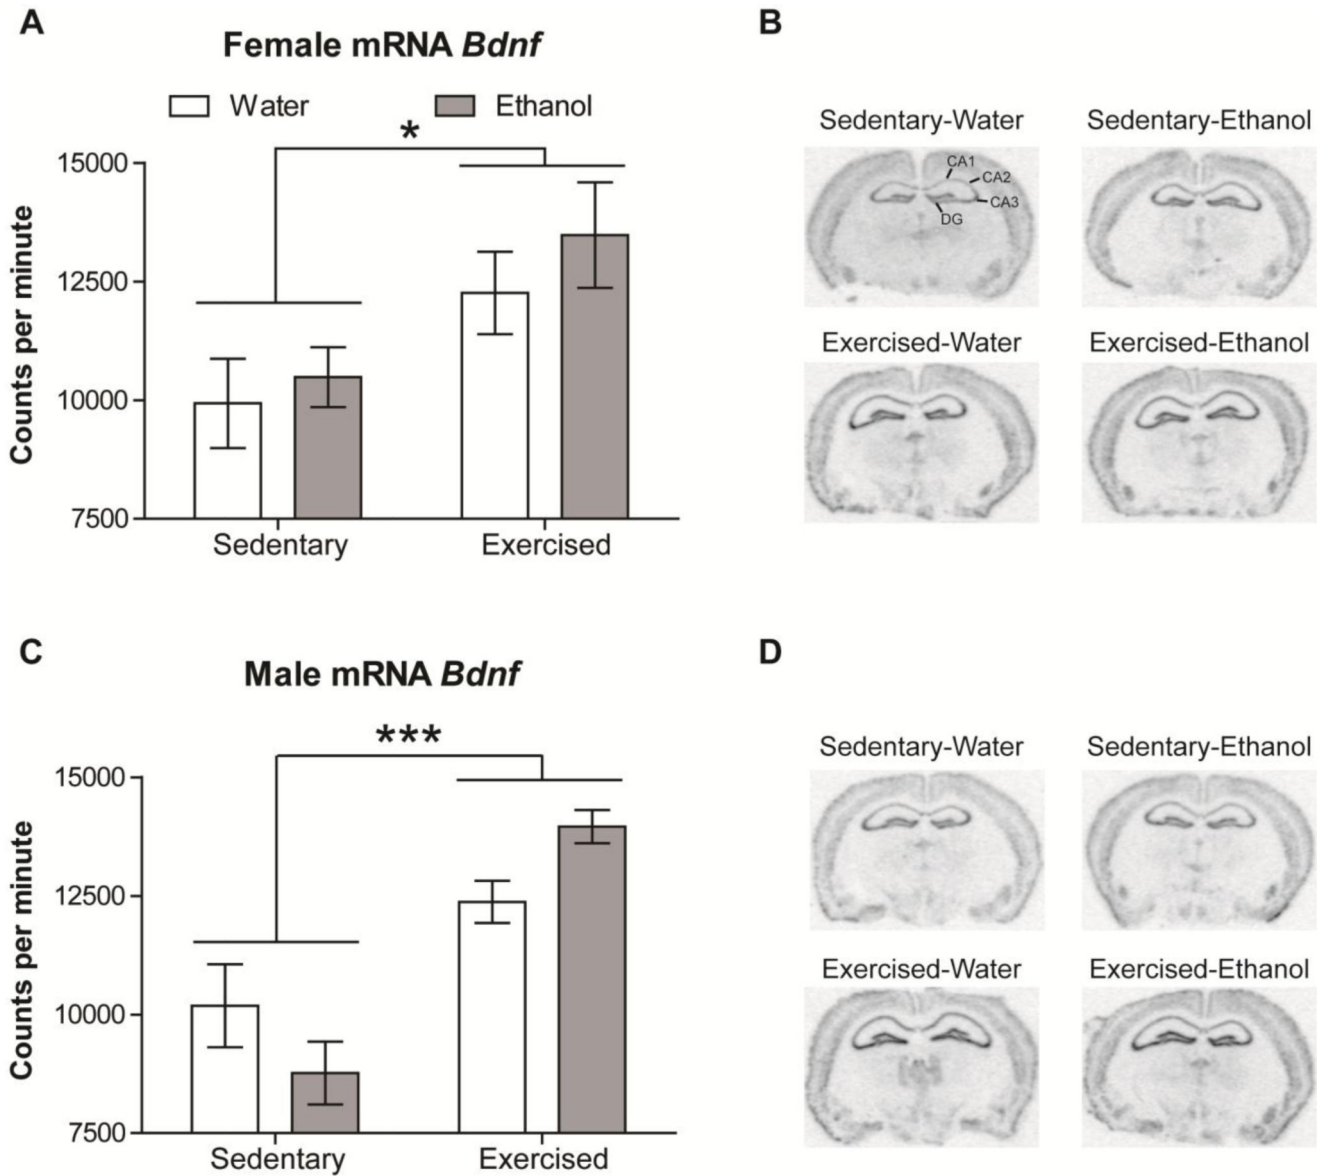 A
Female mRNA Bdnf
Water
Ethanol
*
Counts per minute
15000
12500
10000
7500
Sedentary
Exercised
B
Sedentary-Water
Sedentary-Ethanol
CA1
CA2
CA3
DG
Exercised-Water
Exercised-Ethanol
C
Male mRNA Bdnf
***
Counts per minute
15000
12500
10000
7500
Sedentary
Exercised
D
Sedentary-Water
Sedentary-Ethanol
Exercised-Water
Exercised-Ethanol